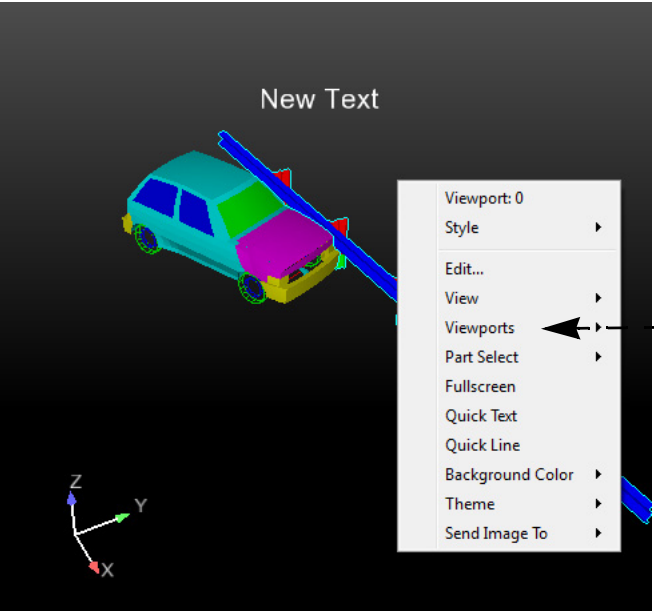 New Text
Viewport: 0
Style
Edit...
View
Viewports
Part Select
Fullscreen
Quick Text
Quick Line
Background Color
Theme
Send Image To
Z
Y
X